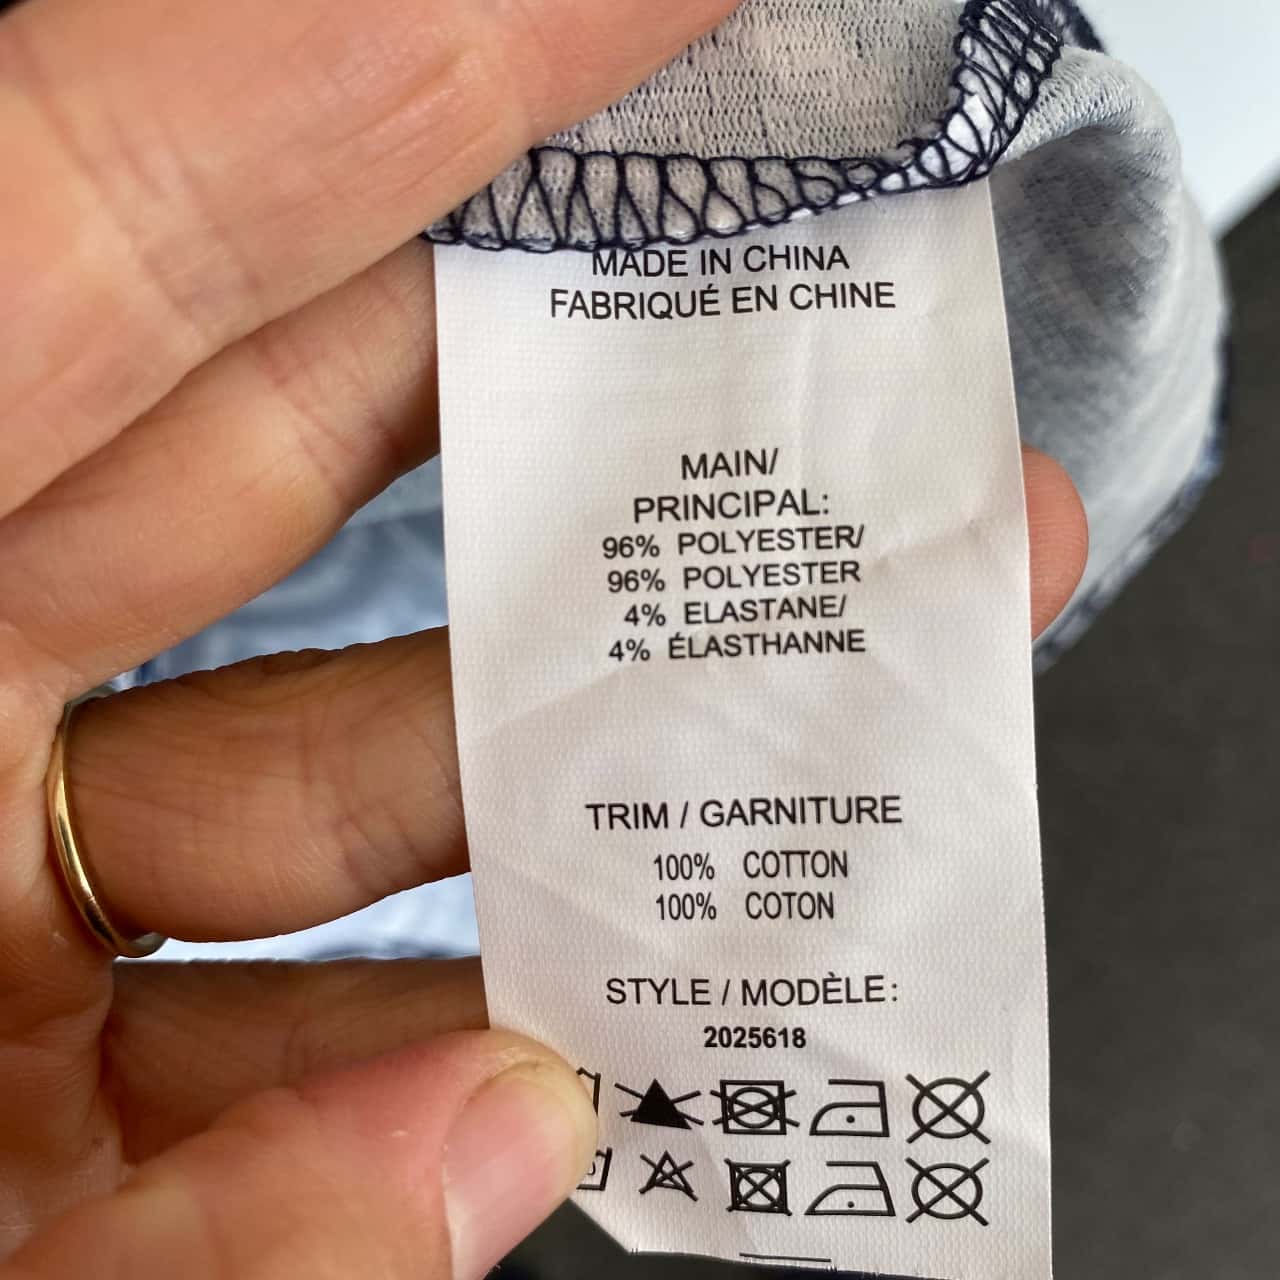 MADE IN CHINA
FABRIQUÉ EN CHINE
MAIN/
PRINCIPAL:
96% POLYESTER/
96% POLYESTER
4% ELASTANE/
4% ÉLASTHANNE
TRIM / GARNITURE
100% COTTON
100% COTON
STYLE / MODÈLE:
2025618